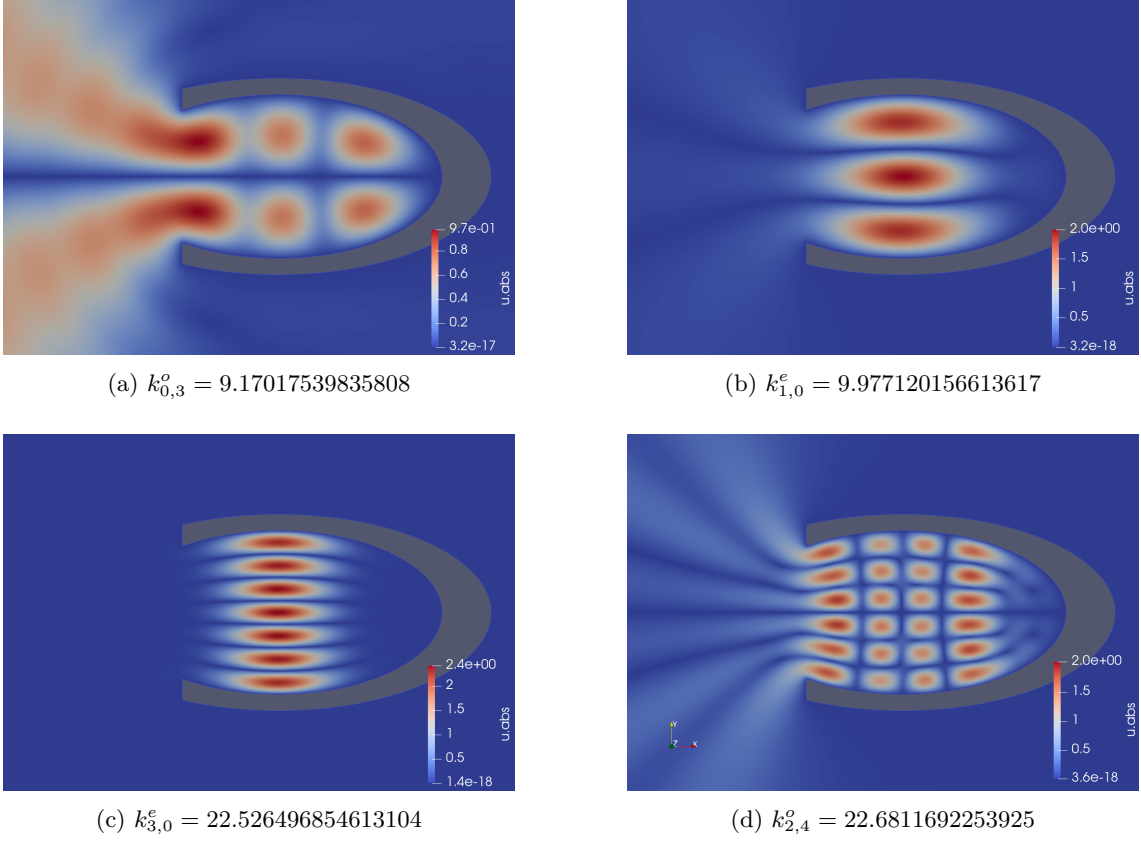 9.7e-01
0.8
0.6
0.4
0.2
3.2e-17
u.abs
2.0e+00
1.5
1
0.5
3.2e-18
u.abs
(a) k^o_{0,3} = 9.17017539835808
(b) k^e_{1,0} = 9.977120156613617
2.4e+00
2
1.5
1
0.5
1.4e-18
u.abs
Y
Z
X
2.0e+00
1.5
1
0.5
3.6e-18
u.abs
(c) k^e_{3,0} = 22.526496854613104
(d) k^o_{2,4} = 22.6811692253925